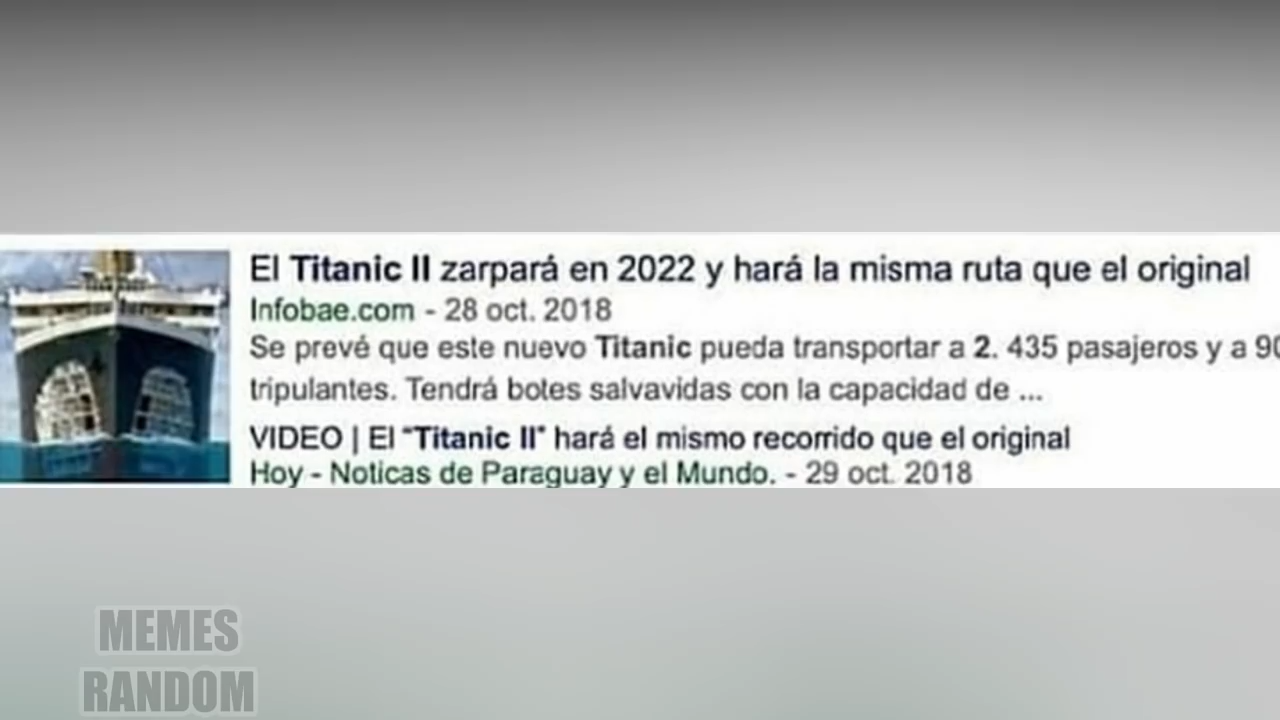 El Titanic II zarpará en 2022 y hará la misma ruta que el original
Infobae.com - 28 oct. 2018
Se prevé que este nuevo Titanic pueda transportar a 2. 435 pasajeros y a
tripulantes. Tendrá botes salvavidas con la capacidad de ...
VIDEO | El "Titanic II" hará el mismo recorrido que el original
Hoy - Noticas de Paraguay y el Mundo. - 29 oct. 2018
MEMES
RANDOM